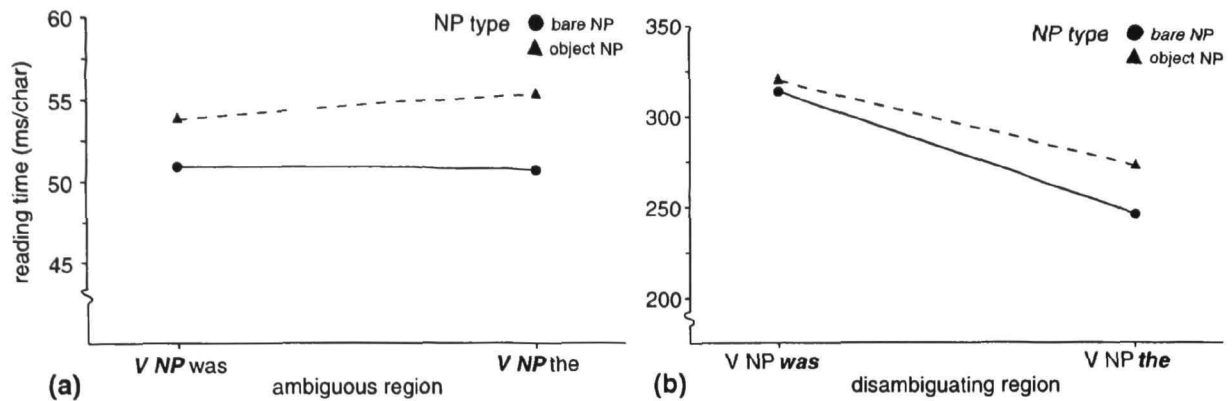 60
55
50
45
reading time (ms/char)
NP type
bare NP
object NP
V NP was
V NP the
(a)
ambiguous region
350
300
250
200
NP type
bare NP
object NP
V NP was
V NP the
(b)
disambiguating region